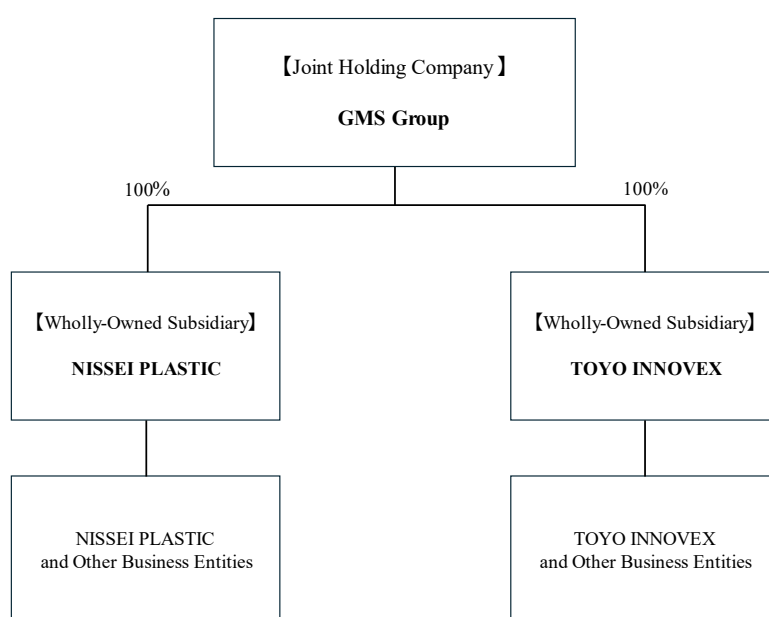 【Joint Holding Company】
GMS Group
100%
100%
【Wholly-Owned Subsidiary】
NISSEI PLASTIC
【Wholly-Owned Subsidiary】
TOYO INNOVEX
NISSEI PLASTIC
and Other Business Entities
TOYO INNOVEX
and Other Business Entities